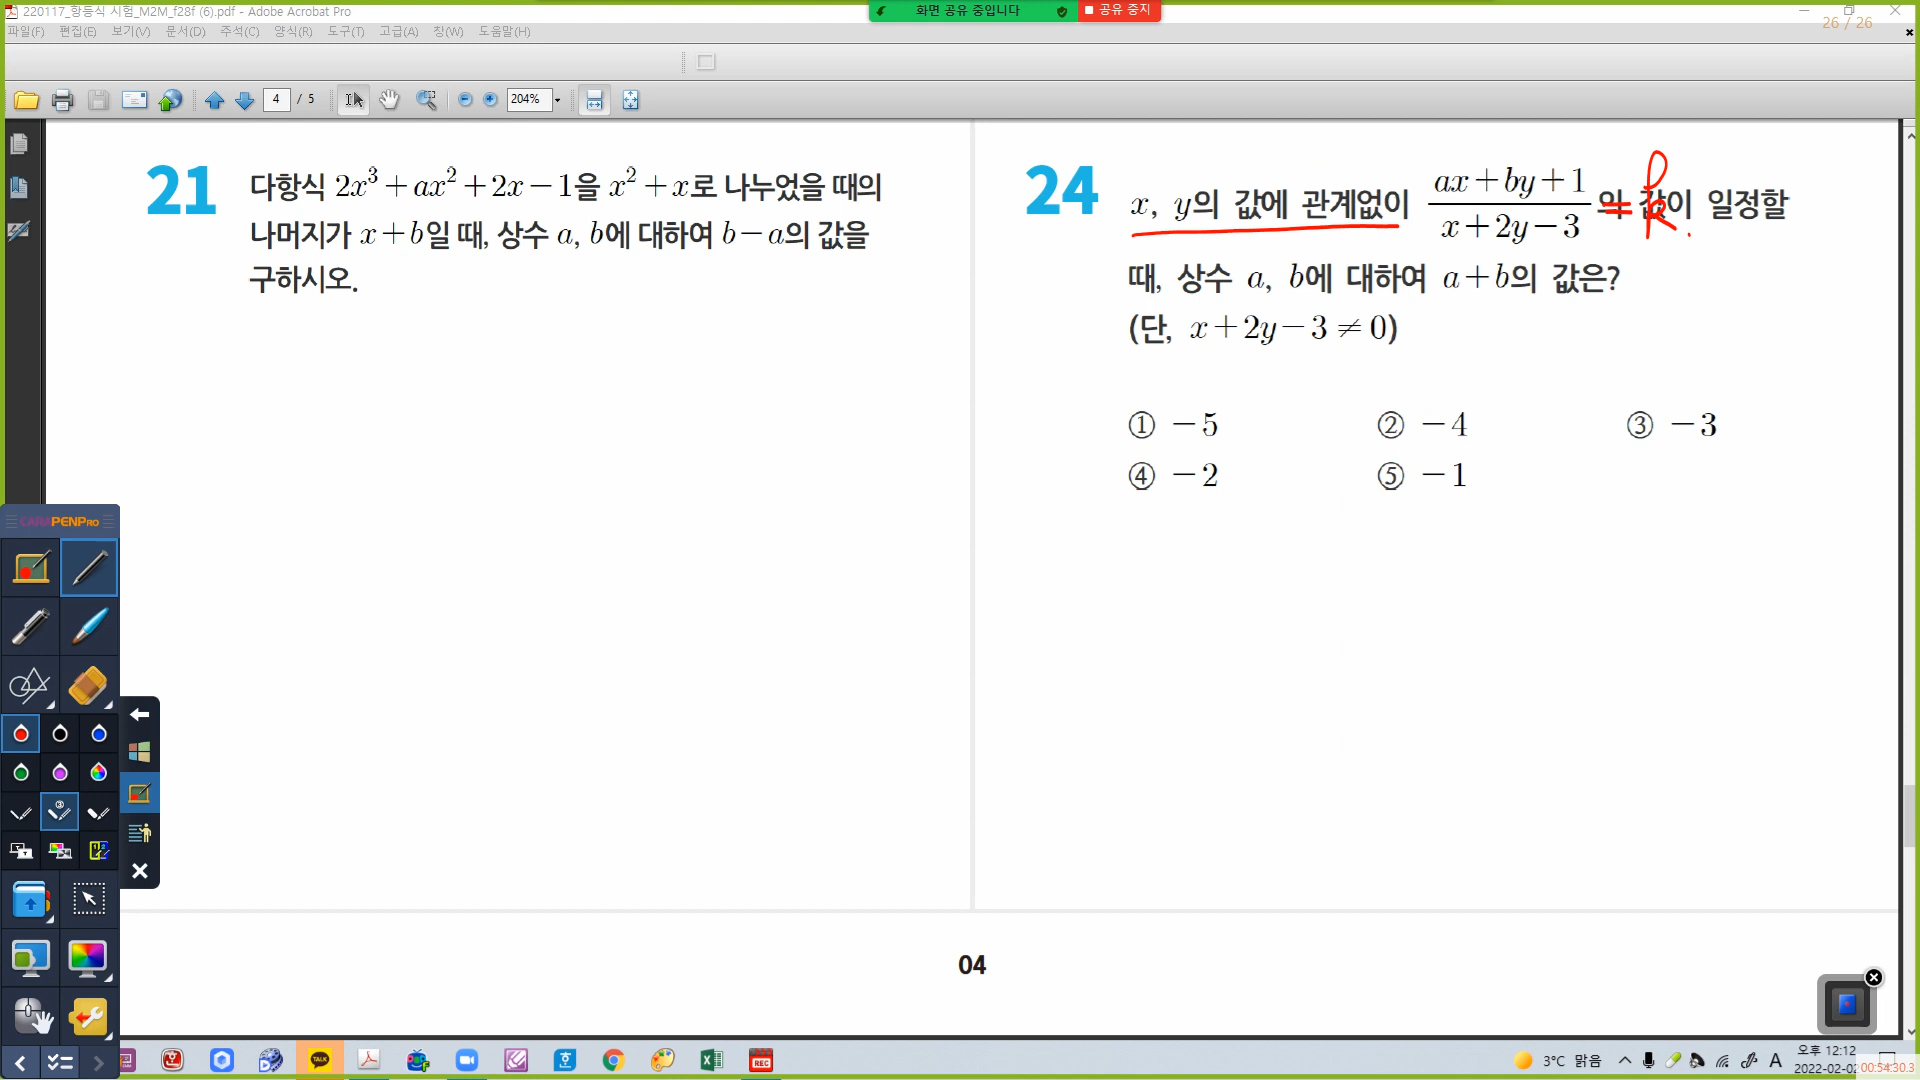 220117_항등식 시험_M2M_f28f (6).pdf - Adobe Acrobat Pro
화면 공유 중입니다
공유 중지
26 / 26
파일(F) 편집(E) 보기(V) 문서(D) 주석(C) 양식(R) 도구(T) 고급(A) 창(W) 도움말(H)
4 / 5
204%
21
다항식 2x³+ax²+2x-1을 x²+x로 나누었을 때의
나머지가 x+b일 때, 상수 a, b에 대하여 b-a의 값을
구하시오.
24
x, y의 값에 관계없이 (ax+by+1)/(x+2y-3)의 값이 일정할
= k.
때, 상수 a, b에 대하여 a+b의 값은?
(단, x+2y-3≠0)
① -5 ② -4 ③ -3
④ -2 ⑤ -1
04
CARAPENPRO
TALK
REC
3°C 맑음
A
오후 12:12
2022-02-02
00:54:30.3